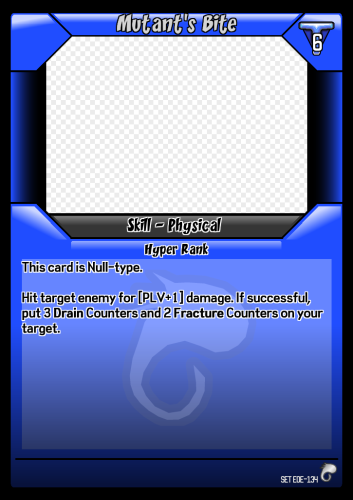 Mutant's Bite
6
Skill - Physical
Hyper Rank
This card is Null-type.
Hit target enemy for [PLV+1] damage. If successful,
put 3 Drain Counters and 2 Fracture Counters on your
target.
SET EDE-134